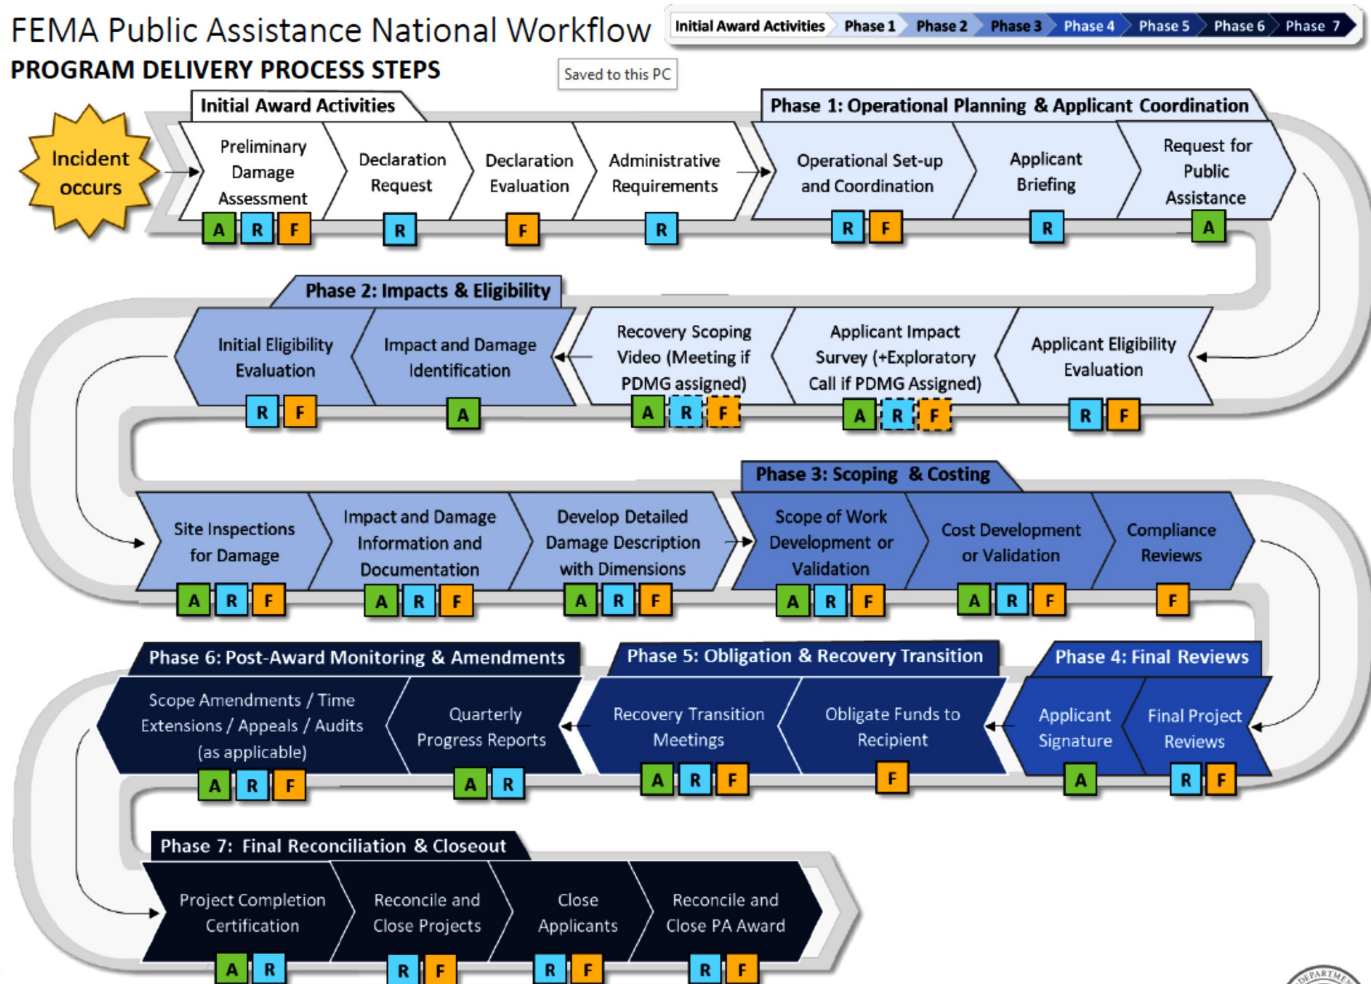 FEMA Public Assistance National Workflow
Initial Award Activities Phase 1 Phase 2 Phase 3 Phase 4 Phase 5 Phase 6 Phase 7
PROGRAM DELIVERY PROCESS STEPS
Saved to this PC
Incident
occurs
Initial Award Activities
Preliminary
Damage
Assessment
A R F
Declaration
Request
R
Declaration
Evaluation
F
Administrative
Requirements
R
Phase 1: Operational Planning & Applicant Coordination
Operational Set-up
and Coordination
R F
Applicant
Briefing
R
Request for
Public
Assistance
A
Applicant Eligibility
Evaluation
R F
Applicant Impact
Survey (+Exploratory
Call if PDMG Assigned)
A R F
Recovery Scoping
Video (Meeting if
PDMG assigned)
A R F
Phase 2: Impacts & Eligibility
Impact and Damage
Identification
A
Initial Eligibility
Evaluation
R F
Site Inspections
for Damage
A R F
Impact and Damage
Information and
Documentation
A R F
Develop Detailed
Damage Description
with Dimensions
A R F
Phase 3: Scoping & Costing
Scope of Work
Development or
Validation
A R F
Cost Development
or Validation
A R F
Compliance
Reviews
F
Phase 4: Final Reviews
Final Project
Reviews
R F
Applicant
Signature
A
Phase 5: Obligation & Recovery Transition
Obligate Funds to
Recipient
F
Recovery Transition
Meetings
A R F
Phase 6: Post-Award Monitoring & Amendments
Quarterly
Progress Reports
A R
Scope Amendments / Time
Extensions / Appeals / Audits
(as applicable)
A R F
Phase 7: Final Reconciliation & Closeout
Project Completion
Certification
A R
Reconcile and
Close Projects
R F
Close
Applicants
R F
Reconcile and
Close PA Award
R F